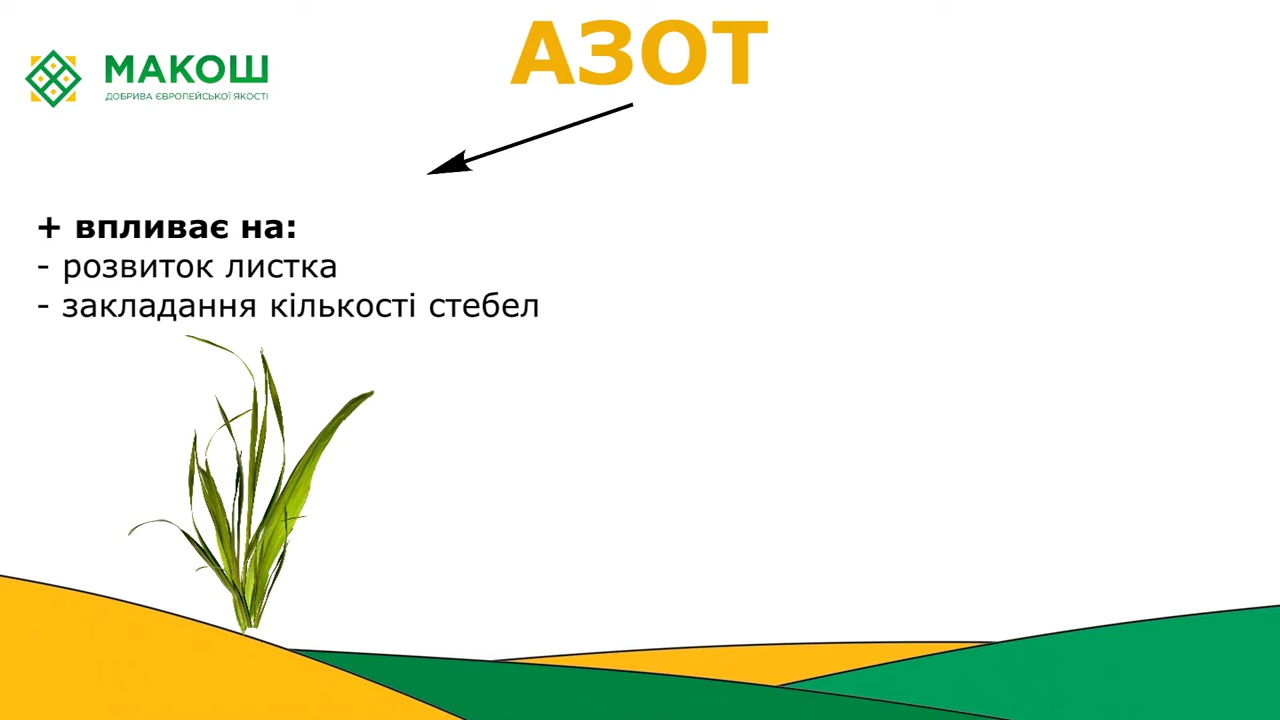 АЗОТ
МАКОШ
ДОБРИВА ЄВРОПЕЙСЬКОЇ ЯКОСТІ
+ впливає на:
- розвиток листка
- закладання кількості стебел